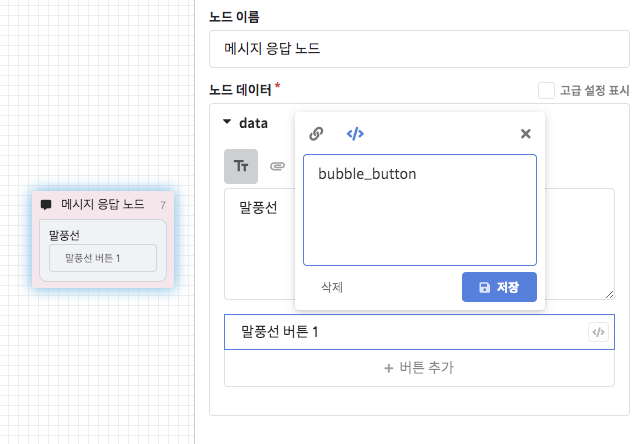 노드 이름
메시지 응답 노드
노드 데이터 *
고급 설정 표시
data
Tт
bubble_button
말풍선
삭제
저장
말풍선 버튼 1
+ 버튼 추가
메시지 응답 노드 7
말풍선
말풍선 버튼 1